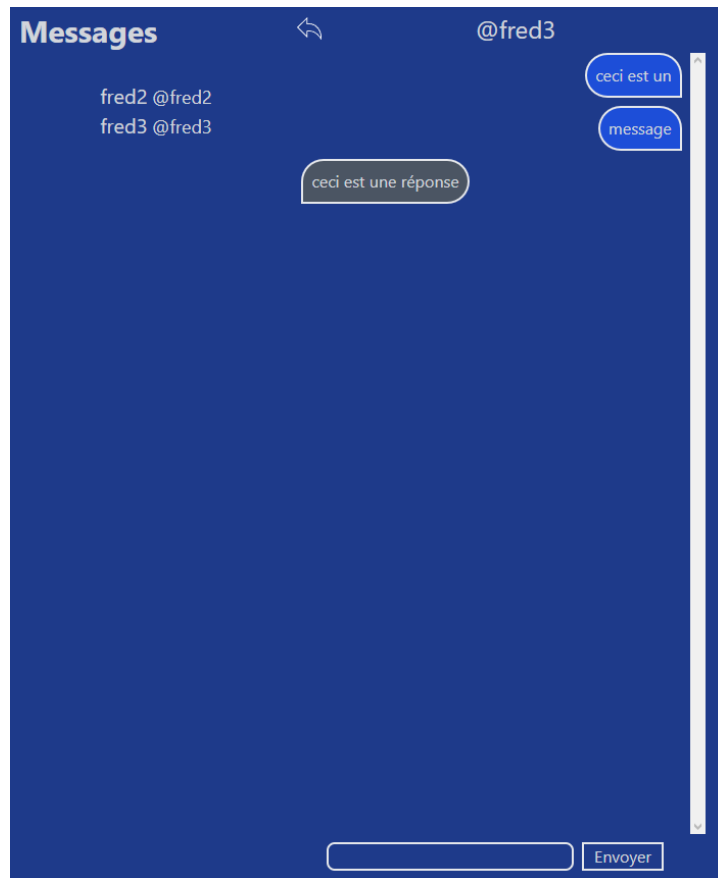 Messages
@fred3
fred2 @fred2
fred3 @fred3
ceci est un
message
ceci est une réponse
Envoyer